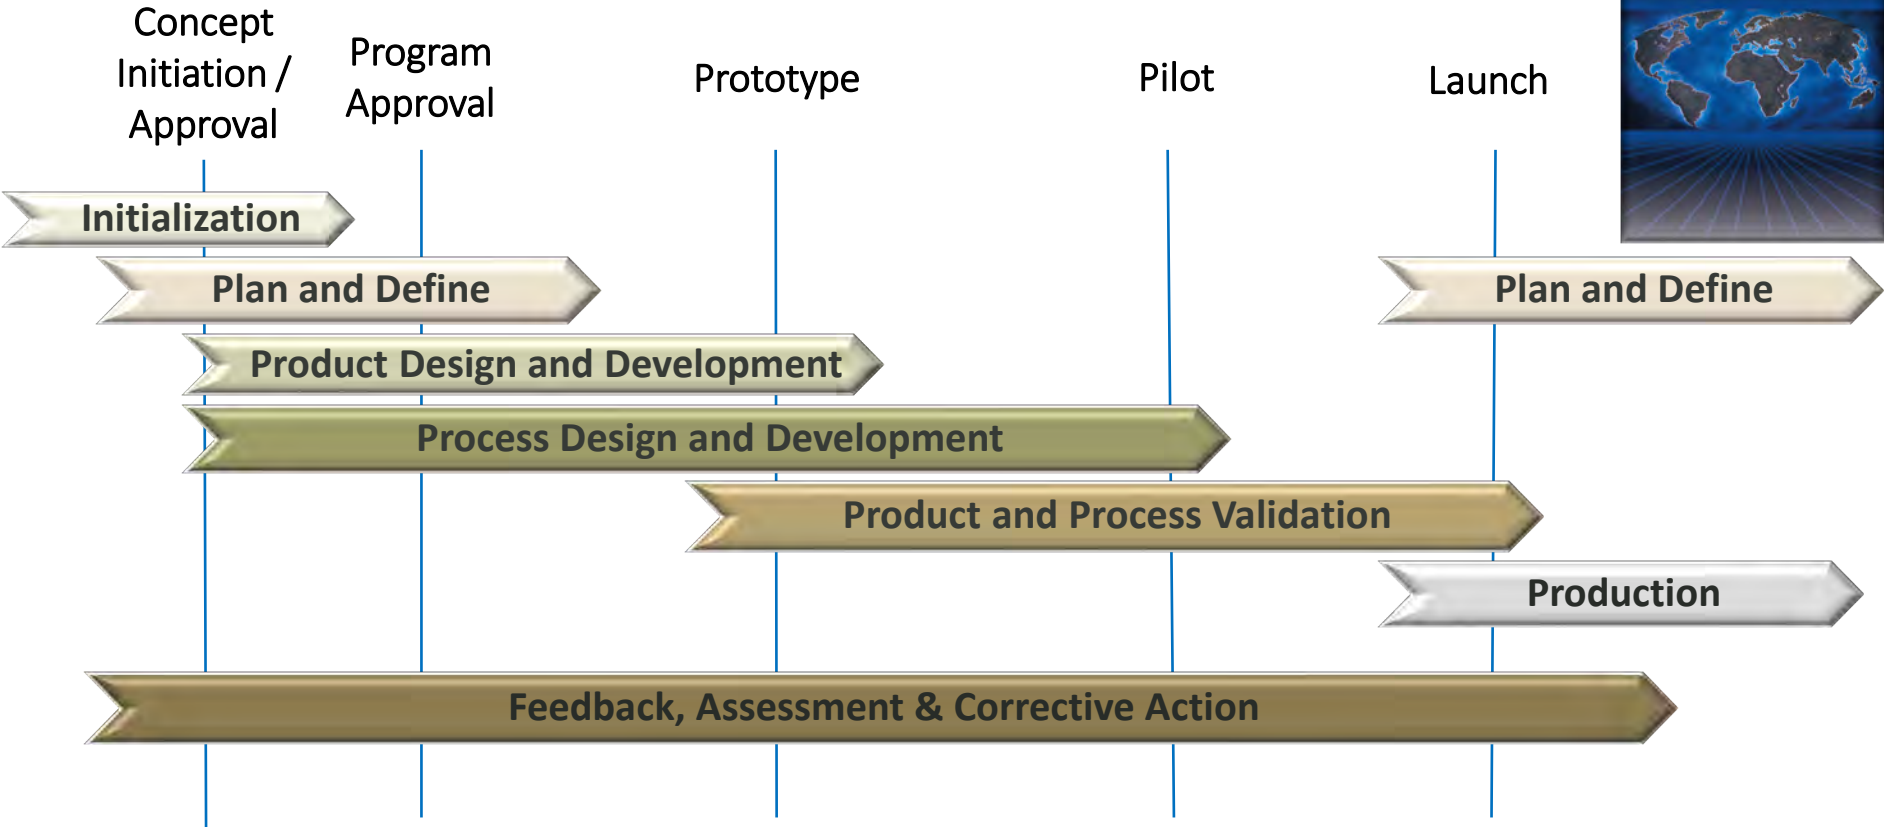 Concept
Initiation /
Approval
Program
Approval
Prototype
Pilot
Launch
Initialization
Plan and Define
Plan and Define
Product Design and Development
Process Design and Development
Product and Process Validation
Production
Feedback, Assessment & Corrective Action